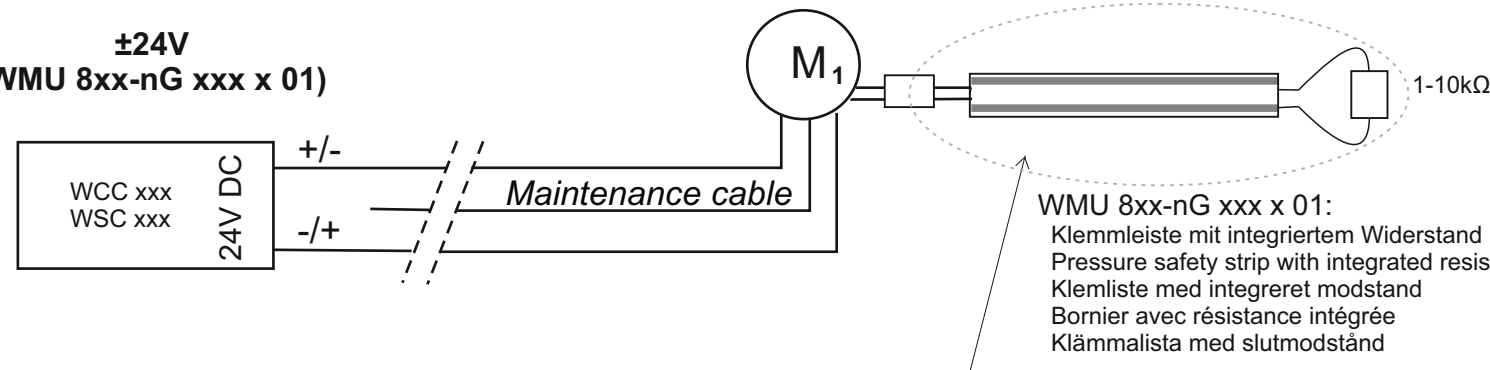 ±24V
WMU 8xx-nG xxx x 01)
M1
1-10kΩ
+/-
WCC xxx
WSC xxx
24V DC
Maintenance cable
-/+
WMU 8xx-nG xxx x 01:
Klemmleiste mit integriertem Widerstand
Pressure safety strip with integrated resis
Klemliste med integreret modstand
Bornier avec résistance intégrée
Klämmalista med slutmodstånd